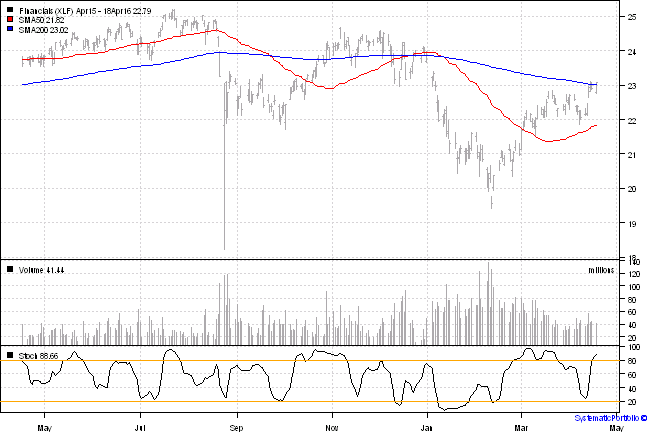 Financials (XLF) Apr15 - 18Apr16 22.79
SMA50 21.82
SMA200 23.02
25
24
23
22
21
20
19
18
Volume 41.44
millions
140
120
100
80
60
40
20
Stoch 88.66
100
80
60
40
20
May Jul Sep Nov Jan Mar May
SystematicPortfolio ©